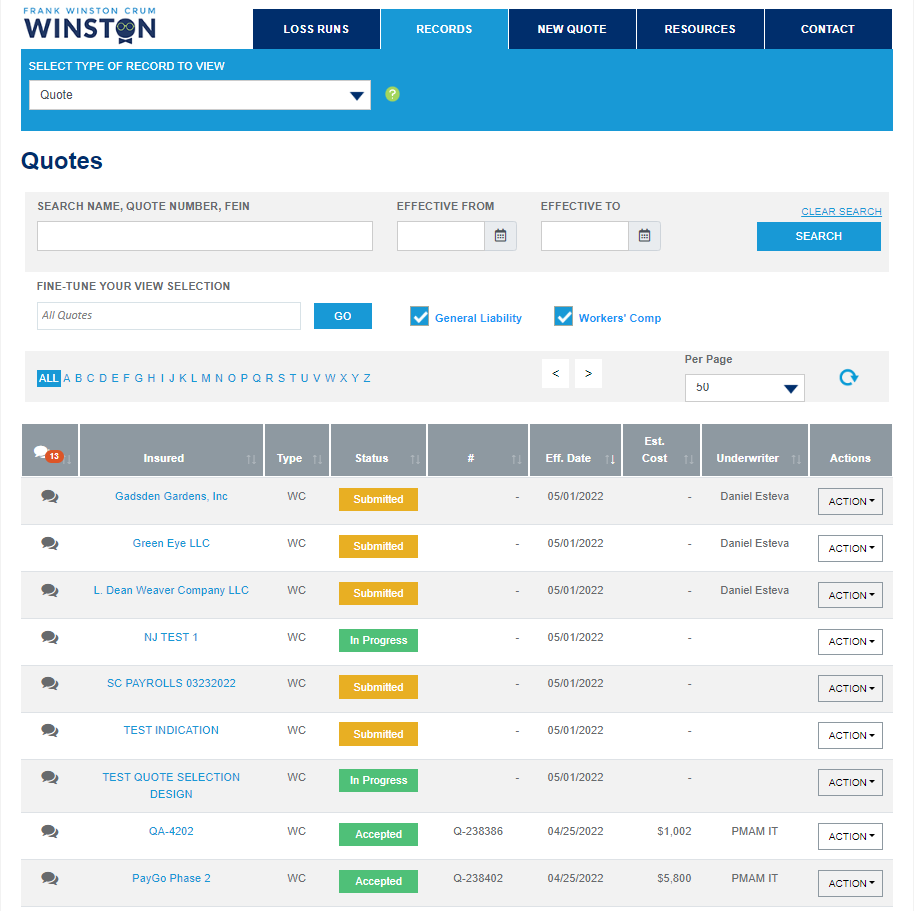 FRANK WINSTON CRUM
WINSTON
LOSS RUNS RECORDS NEW QUOTE RESOURCES CONTACT
SELECT TYPE OF RECORD TO VIEW
Quote ?
Quotes
SEARCH NAME, QUOTE NUMBER, FEIN EFFECTIVE FROM EFFECTIVE TO
CLEAR SEARCH
SEARCH
FINE-TUNE YOUR VIEW SELECTION
All Quotes GO General Liability Workers' Comp
Per Page
ALL A B C D E F G H I J K L M N O P Q R S T U V W X Y Z < >
50
13 Insured Type Status # Eff. Date Est. Cost Underwriter Actions
Gadsden Gardens, Inc WC Submitted - 05/01/2022 - Daniel Esteva ACTION
Green Eye LLC WC Submitted - 05/01/2022 - Daniel Esteva ACTION
L. Dean Weaver Company LLC WC Submitted - 05/01/2022 - Daniel Esteva ACTION
NJ TEST 1 WC In Progress - 05/01/2022 - ACTION
SC PAYROLLS 03232022 WC Submitted - 05/01/2022 - ACTION
TEST INDICATION WC Submitted - 05/01/2022 - ACTION
TEST QUOTE SELECTION WC In Progress - 05/01/2022 - ACTION
DESIGN
QA-4202 WC Accepted Q-238386 04/25/2022 $1,002 PMAM IT ACTION
PayGo Phase 2 WC Accepted Q-238402 04/25/2022 $5,800 PMAM IT ACTION